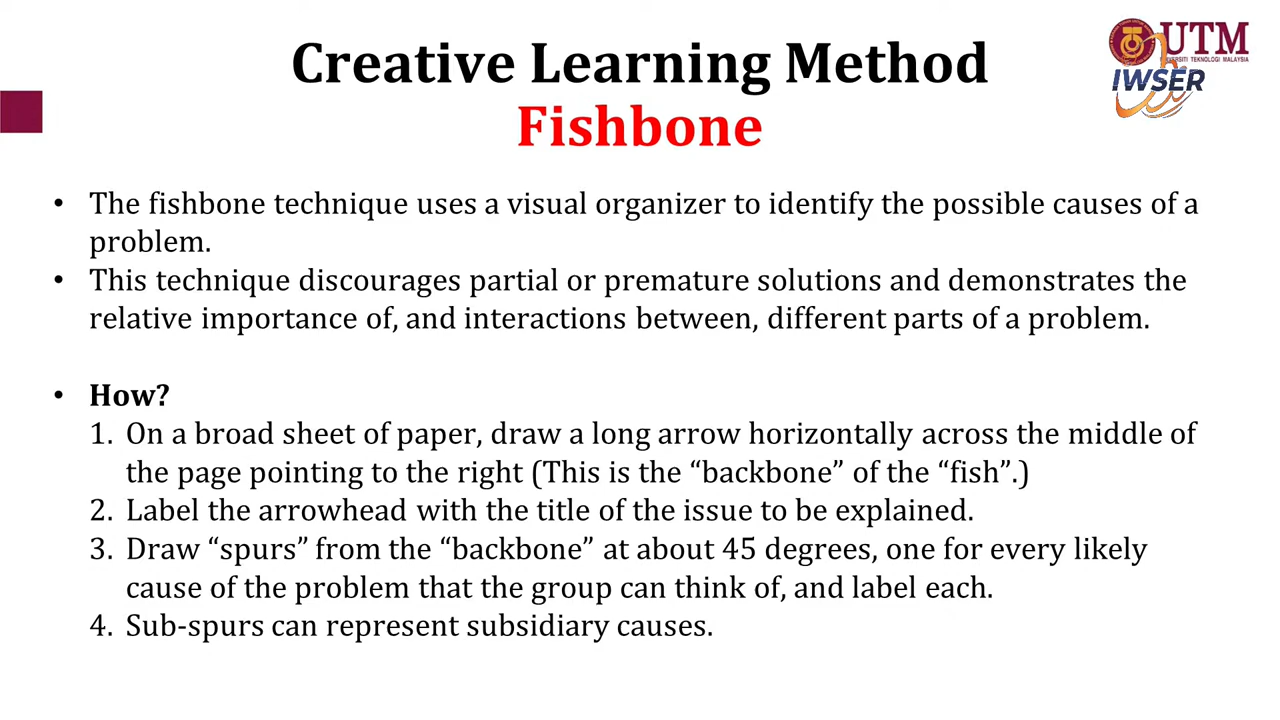 Creative Learning Method
Fishbone
UTM
UNIVERSITI TEKNOLOGI MALAYSIA
IWSER
• The fishbone technique uses a visual organizer to identify the possible causes of a
problem.
• This technique discourages partial or premature solutions and demonstrates the
relative importance of, and interactions between, different parts of a problem.
• How?
1. On a broad sheet of paper, draw a long arrow horizontally across the middle of
the page pointing to the right (This is the “backbone” of the “fish”.)
2. Label the arrowhead with the title of the issue to be explained.
3. Draw “spurs” from the “backbone” at about 45 degrees, one for every likely
cause of the problem that the group can think of, and label each.
4. Sub-spurs can represent subsidiary causes.